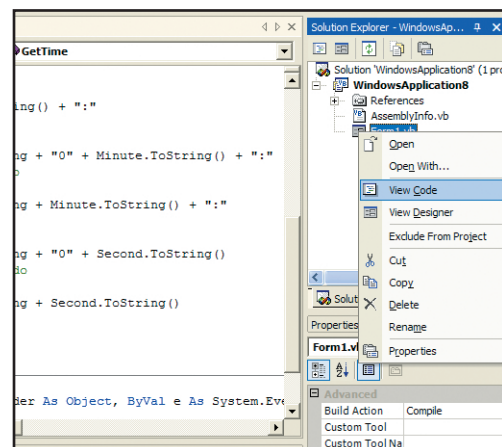 GetTime
ing() + ":"
ng + "0" + Minute.ToString() + ":"
ng + Minute.ToString() + ":"
ng + "0" + Second.ToString()
do
ng + Second.ToString()
der As Object, ByVal e As System.Eve
Solution Explorer - WindowsAp...
Solution 'WindowsApplication8' (1 pro
WindowsApplication8
References
AssemblyInfo.vb
Form1.vb
Open
Open With...
View Code
View Designer
Exclude From Project
Cut
Copy
Delete
Rename
Properties
Solut
Properties
Form1.v
Advanced
Build Action Compile
Custom Tool
Custom Tool Na